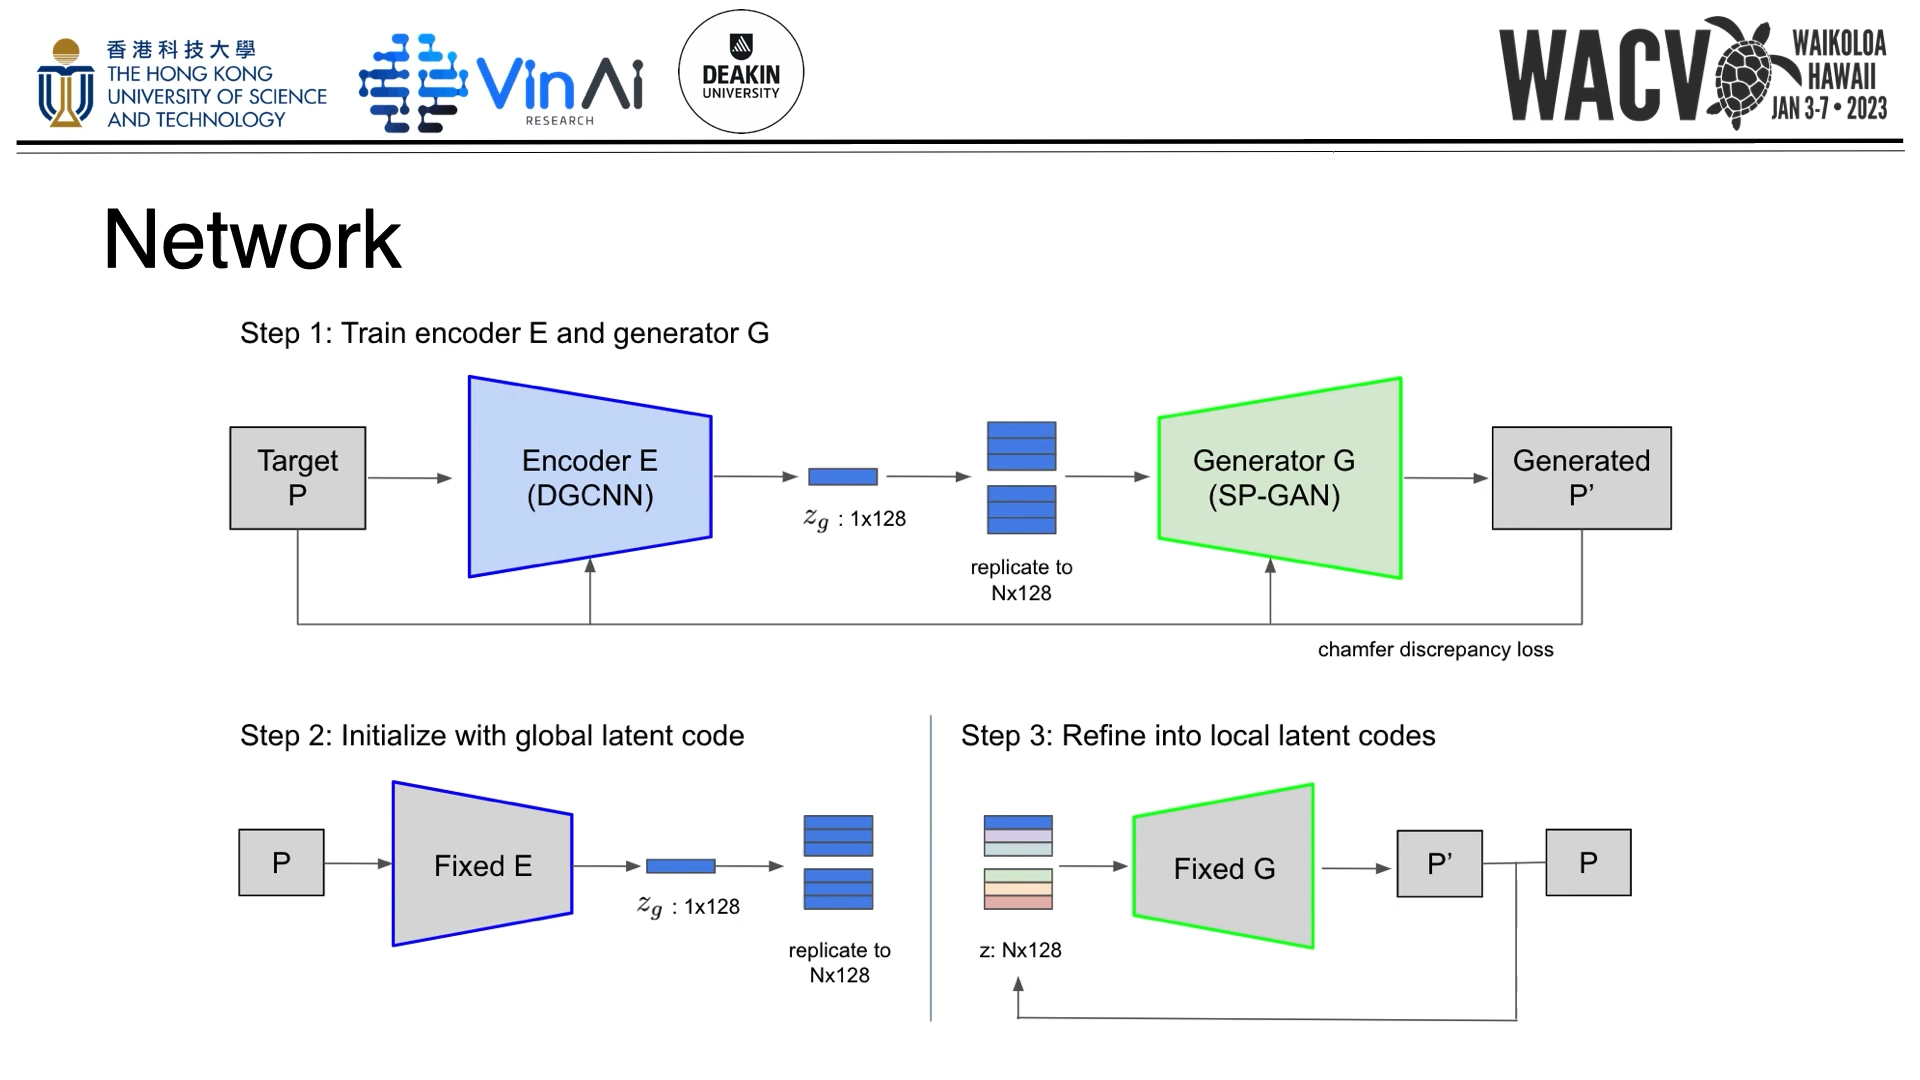 香港科技大學
THE HONG KONG
UNIVERSITY OF SCIENCE
AND TECHNOLOGY
VinAi
RESEARCH
DEAKIN
UNIVERSITY
WACV
WAIKOLOA
HAWAII
JAN 3-7 • 2023
Network
Step 1: Train encoder E and generator G
Target
P
Encoder E
(DGCNN)
z_g : 1x128
replicate to
Nx128
Generator G
(SP-GAN)
Generated
P’
chamfer discrepancy loss
Step 2: Initialize with global latent code
P
Fixed E
z_g : 1x128
replicate to
Nx128
Step 3: Refine into local latent codes
z: Nx128
Fixed G
P’
P